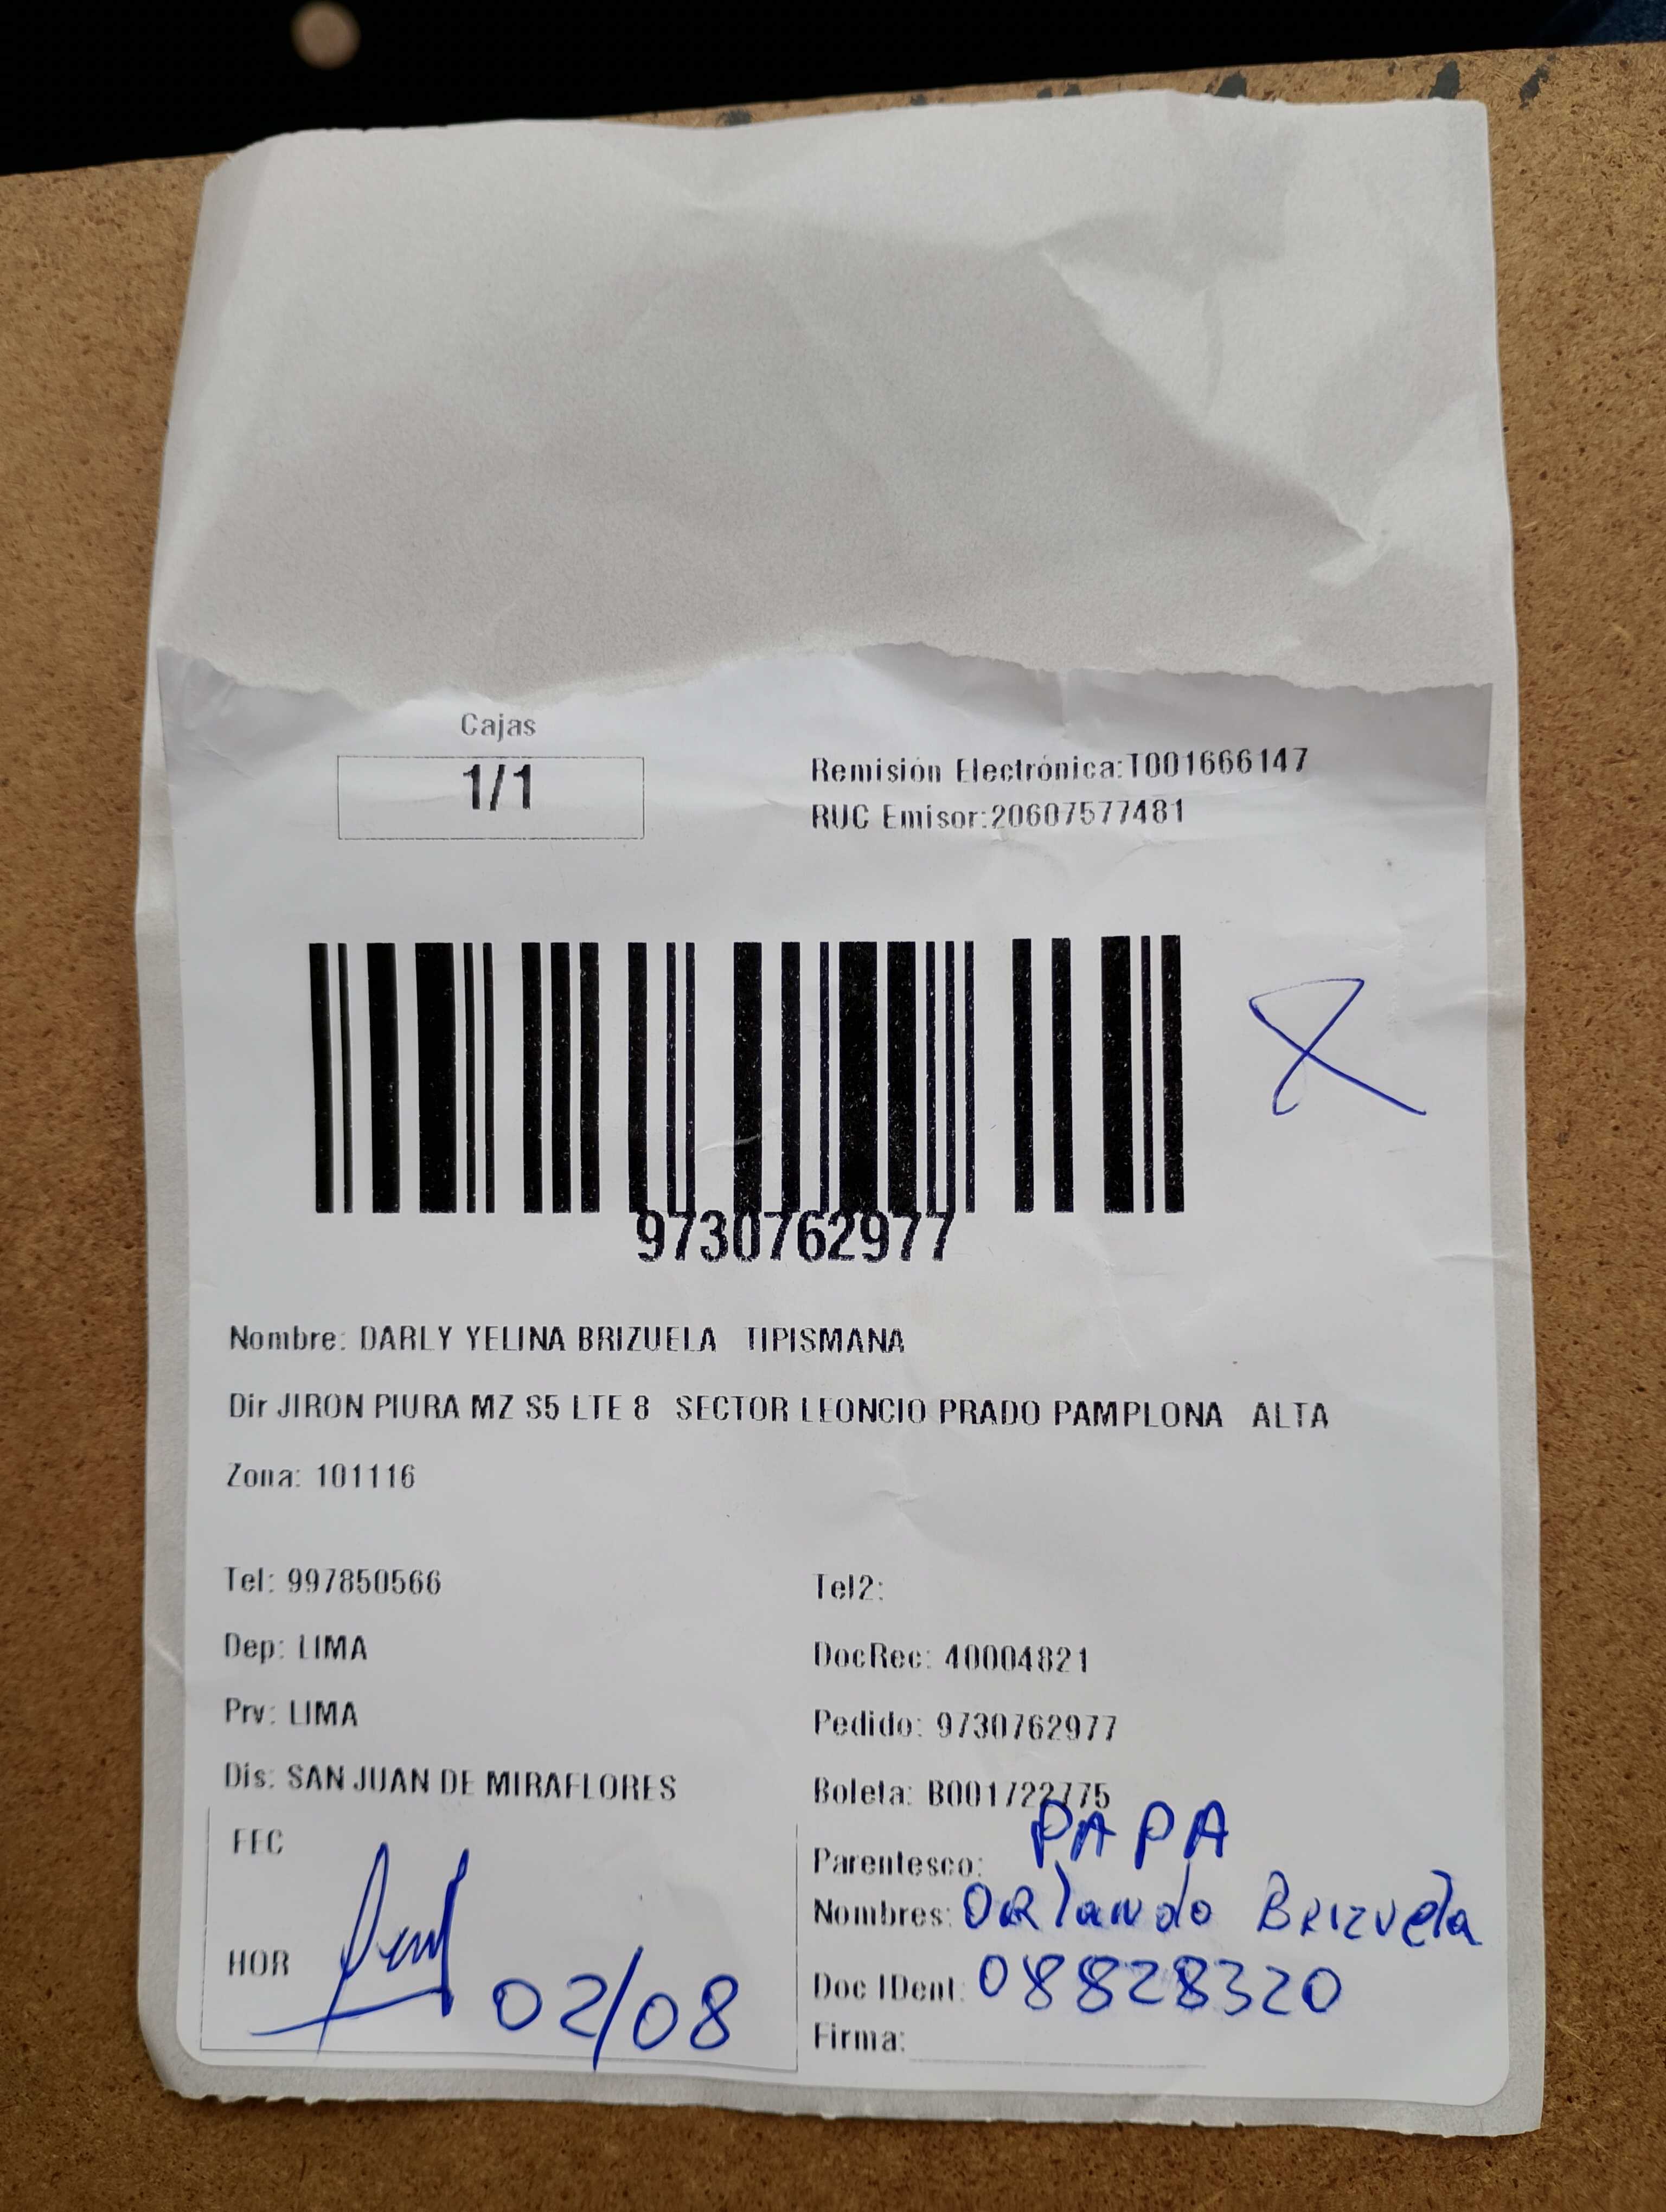 Cajas
1/1
Remisión Electrónica:T001666147
RUC Emisor:20607577481
9730762977
Nombre: DARLY YELINA BRIZUELA TIPISMANA
Dir JIRON PIURA MZ S5 LTE 8 SECTOR LEONCIO PRADO PAMPLONA ALTA
Zona: 101116
Tel: 997850566
Tel2:
Dep: LIMA
DocRec: 40004821
Prv: LIMA
Pedido: 9730762977
Dis: SAN JUAN DE MIRAFLORES
Boleta: B001722775
FEC
HOR
02/08
Parentesco: PAPA
Nombres: ORlando BRIZUela
Doc IDent: 08828320
Firma: